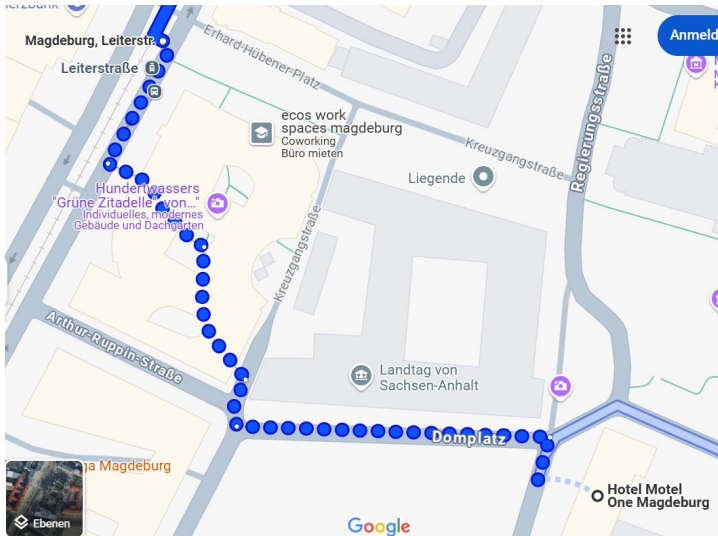 Magdeburg, Leiterstr.
Anmeld
Erhard-Hübener-Platz
Leiterstraße
ecos work
spaces magdeburg
Coworking
Büro mieten
Kreuzgangstraße
Regierungsstraße
Liegende
Hundertwassers
"Grüne Zitadelle von..."
Individuelles, modernes
Gebäude und Dachgarten
Kreuzgangstraße
Arthur-Ruppin-Straße
Landtag von
Sachsen-Anhalt
Domplatz
ga Magdeburg
Hotel Motel
One Magdeburg
Ebenen
Google